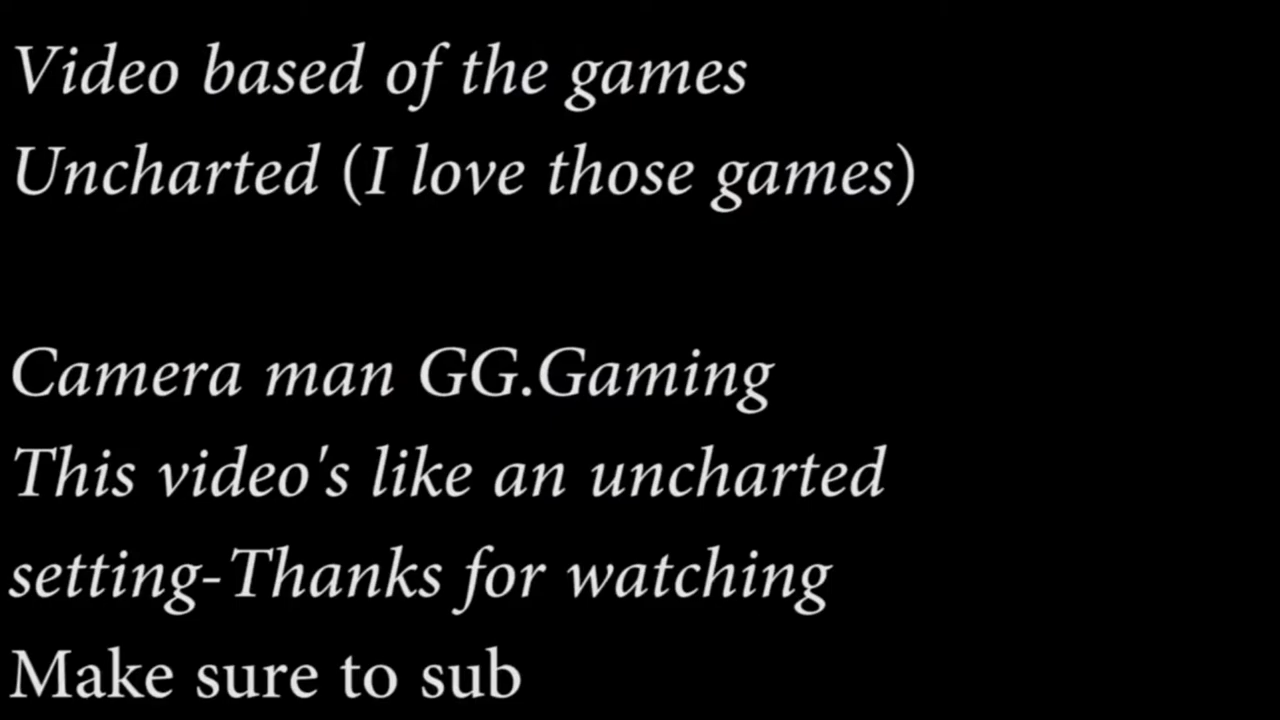 Video based of the games
Uncharted (I love those games)
Camera man GG.Gaming
This video's like an uncharted
setting-Thanks for watching
Make sure to sub